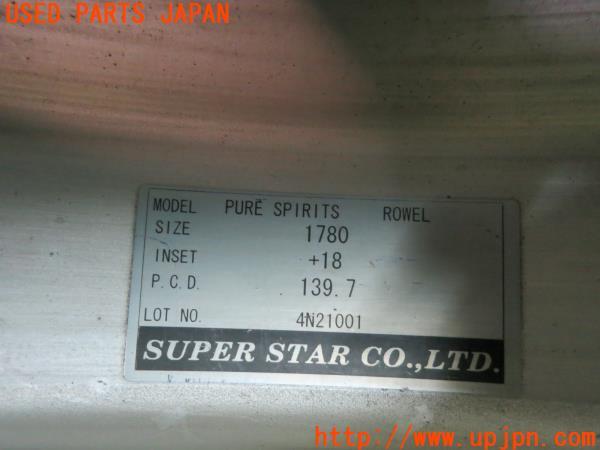 USED PARTS JAPAN
MODEL PURE SPIRITS ROWEL
SIZE 1780
INSET +18
P.C.D. 139.7
LOT NO. 4N21001
SUPER STAR CO.,LTD.
http://www.upjpn.com/